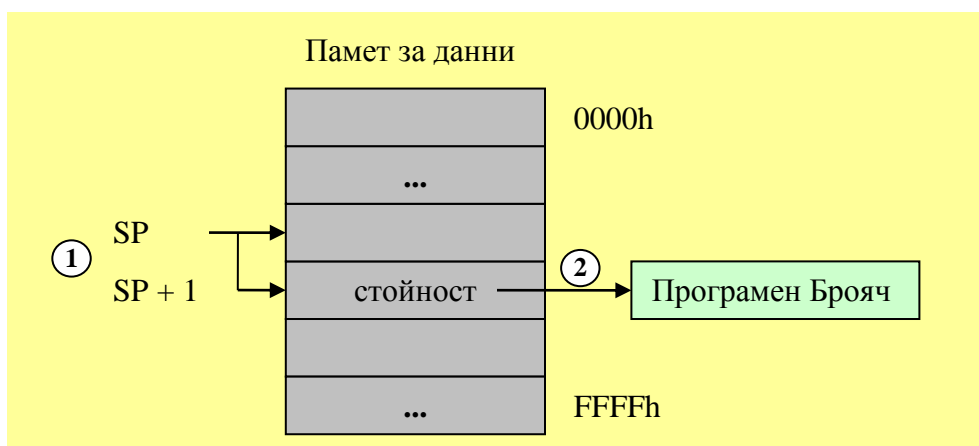 Памет за данни
0000h
...
SP
1
2
SP + 1
стойност
Програмен Брояч
...
FFFFh